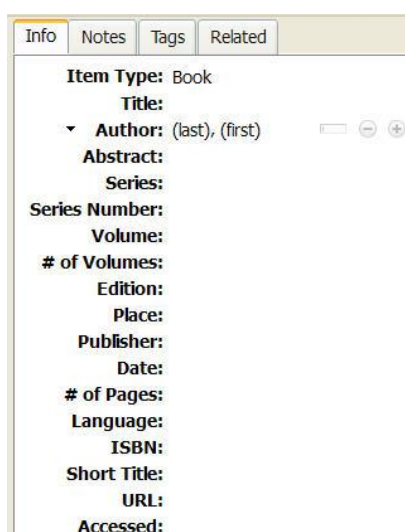 Info Notes Tags Related
Item Type: Book
Title:
Author: (last), (first)
Abstract:
Series:
Series Number:
Volume:
# of Volumes:
Edition:
Place:
Publisher:
Date:
# of Pages:
Language:
ISBN:
Short Title:
URL:
Accessed: